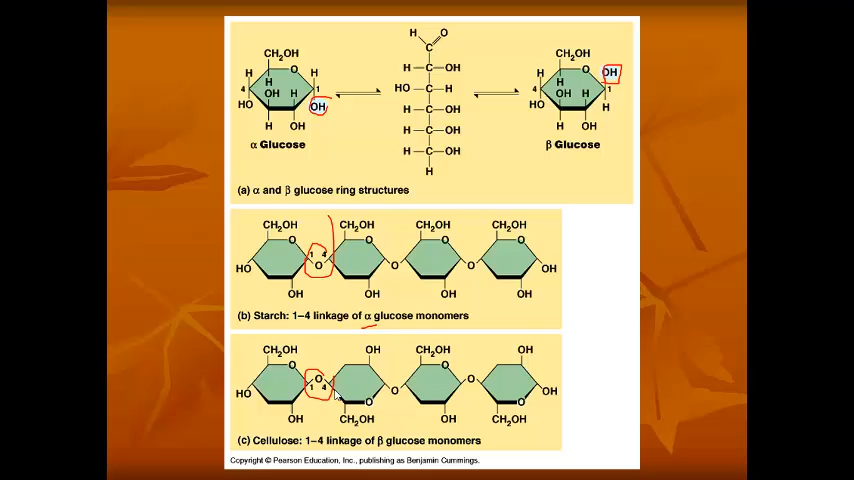 H O
C
CH₂OH H—C—OH CH₂OH
H O H HO—C—H H O OH
4 H 1 H—C—OH 4 H 1
HO OH H OH H—C—OH HO OH H H
H OH H—C—OH H OH
H
α Glucose β Glucose
(a) α and β glucose ring structures
CH₂OH CH₂OH CH₂OH CH₂OH
O O O O
HO 1 O 4 O O OH
OH OH OH OH
(b) Starch: 1–4 linkage of α glucose monomers
CH₂OH OH CH₂OH OH
O O
HO 1 O 4 O O OH
O O
OH CH₂OH OH CH₂OH
(c) Cellulose: 1–4 linkage of β glucose monomers
Copyright © Pearson Education, Inc., publishing as Benjamin Cummings.